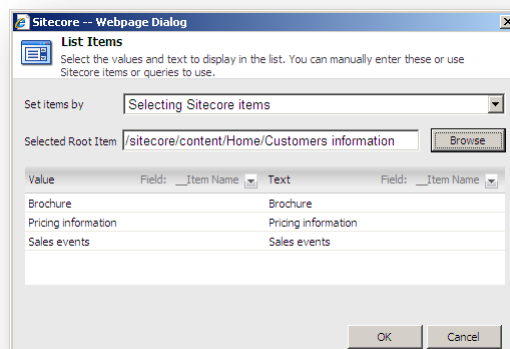 Sitecore -- Webpage Dialog
List Items
Select the values and text to display in the list. You can manually enter these or use
Sitecore items or queries to use.
Set items by Selecting Sitecore items
Selected Root Item /sitecore/content/Home/Customers information Browse
Value Field: __Item Name Text Field: __Item Name
Brochure Brochure
Pricing information Pricing information
Sales events Sales events
OK Cancel